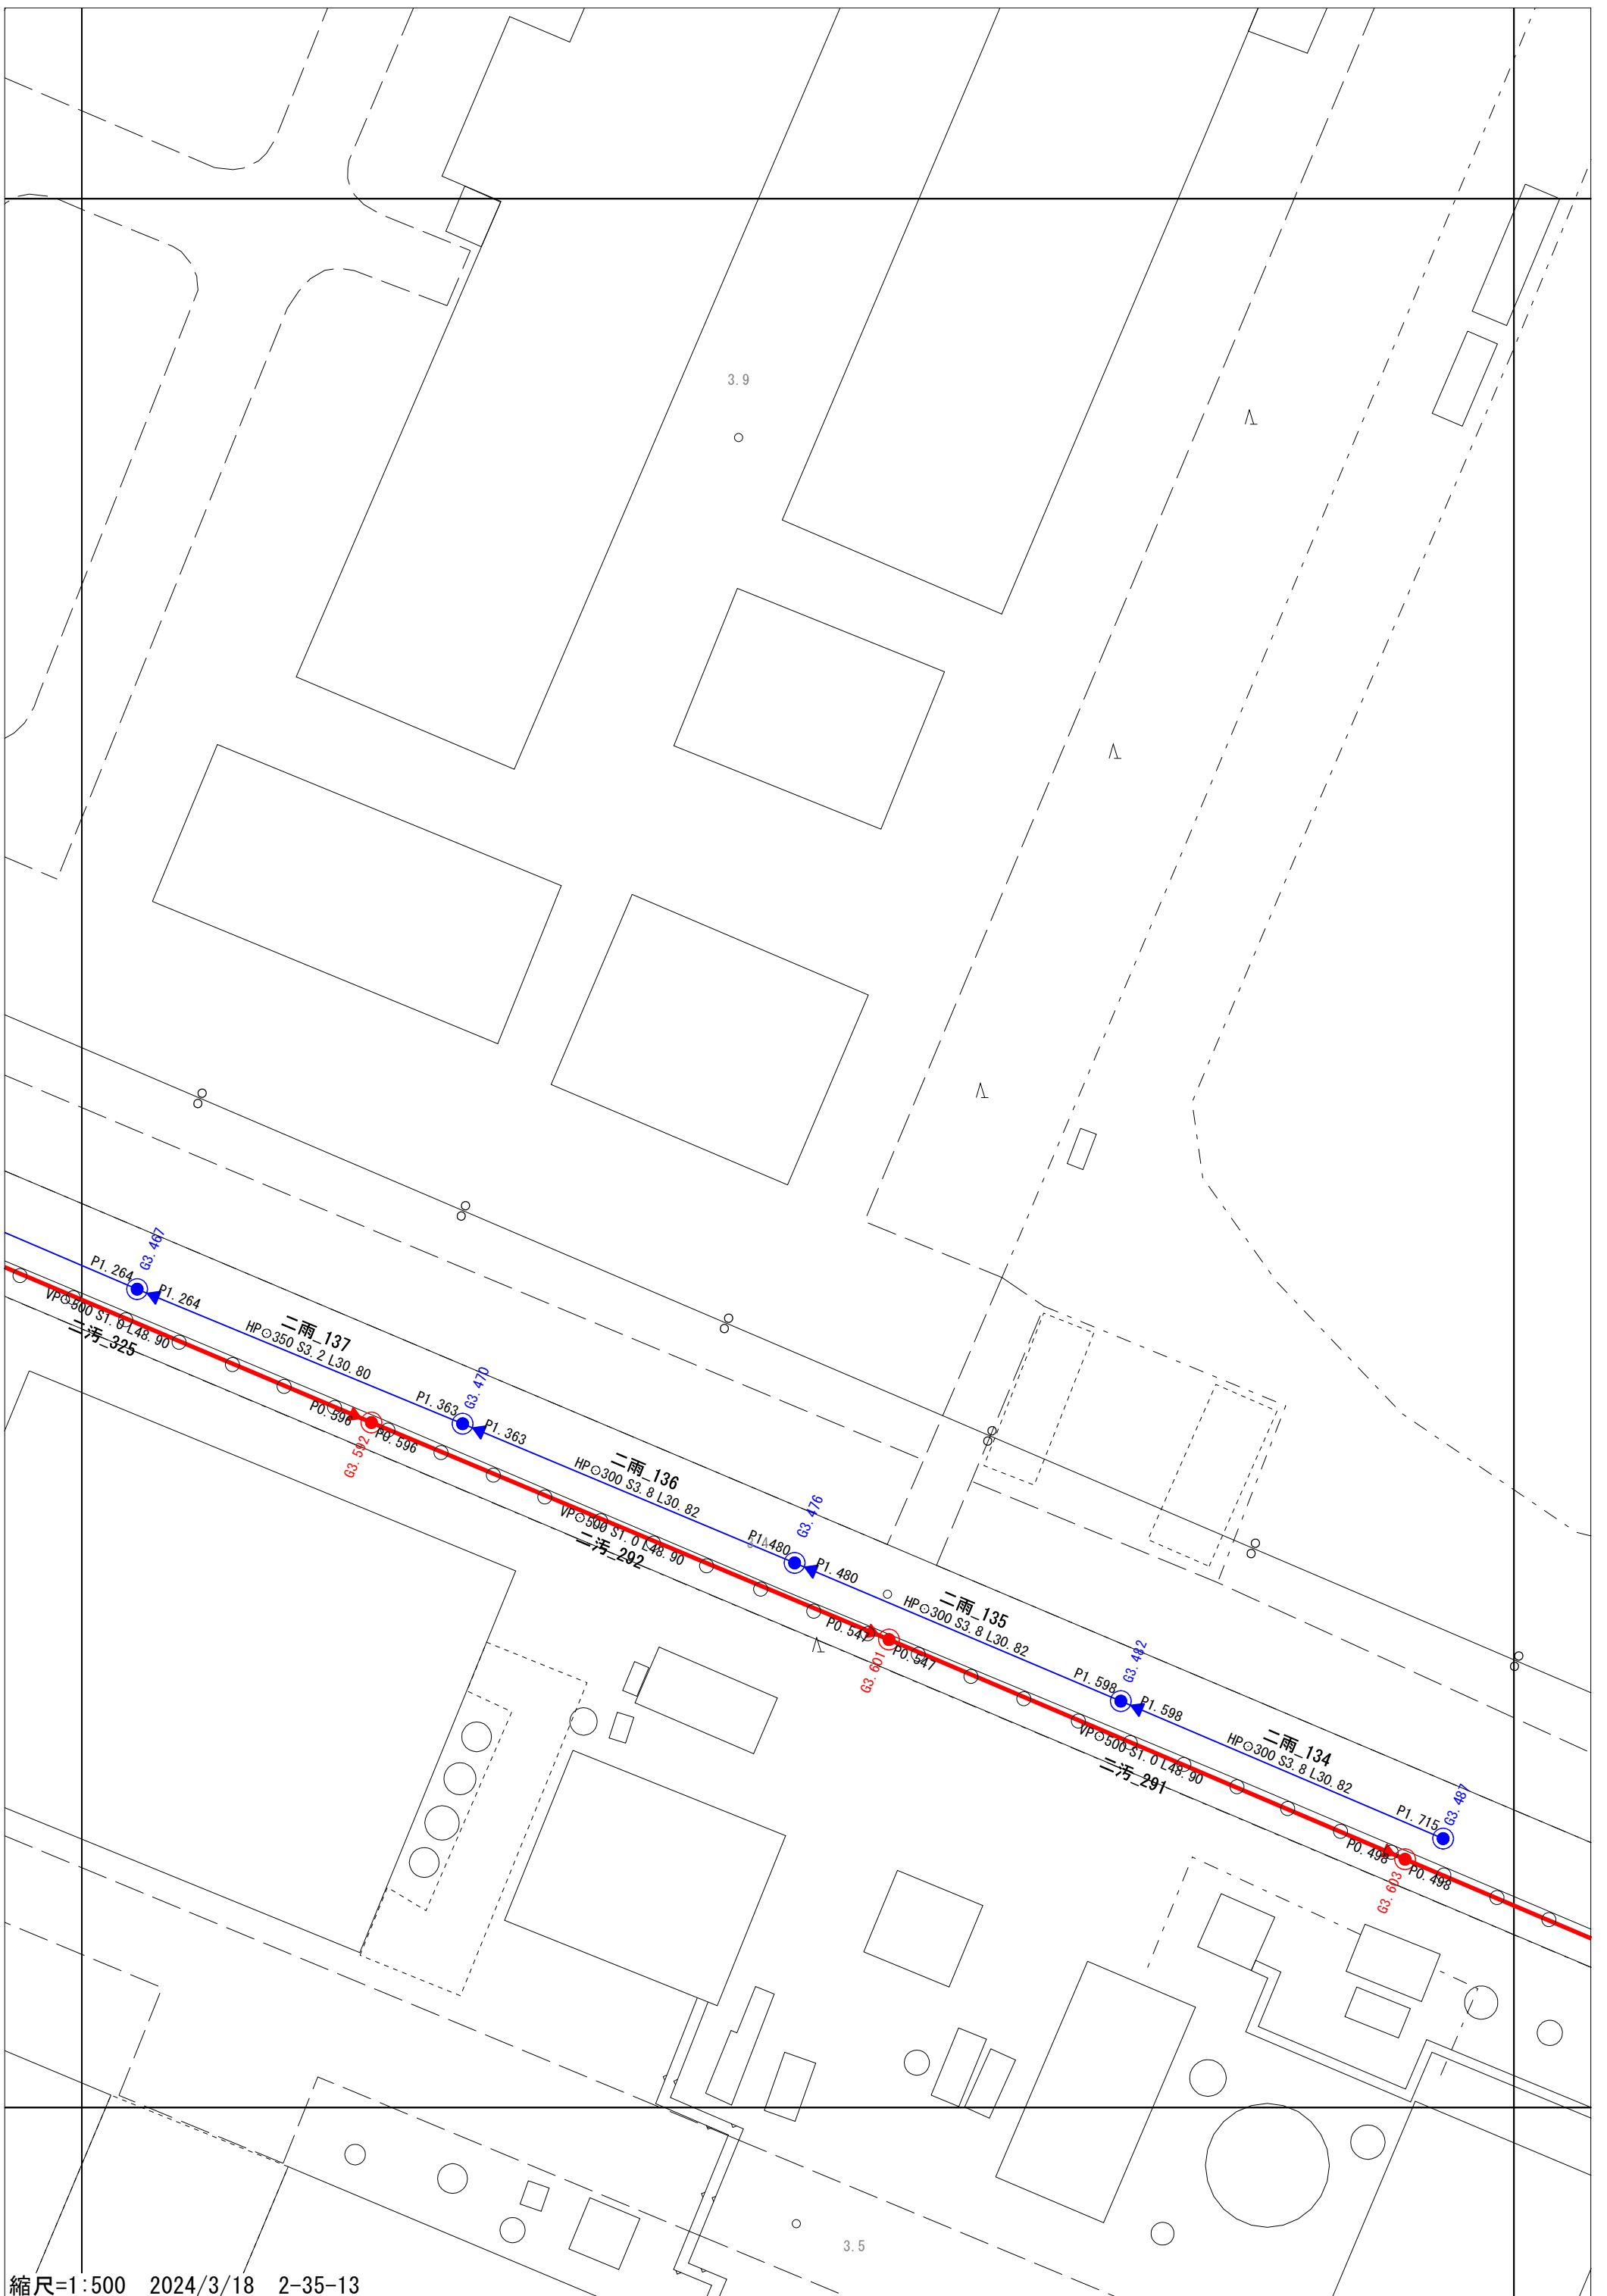 3.9
G3.467
P1.264
P1.264
二雨_137
HP○350 S3.2 L30.80
VP○500 S1.0 L48.90
二汚_325
G3.470
P1.363
P1.363
P0.596
P0.596
G3.592
二雨_136
HP○300 S3.8 L30.82
G3.476
P1.480
P1.480
VP○500 S1.0 L48.90
二汚_292
二雨_135
HP○300 S3.8 L30.82
P0.547
P0.547
G3.601
G3.482
P1.598
P1.598
VP○500 S1.0 L48.90
二汚_291
二雨_134
HP○300 S3.8 L30.82
G3.487
P1.715
P0.498
P0.498
G3.603
3.5
縮尺=1:500 2024/3/18 2-35-13